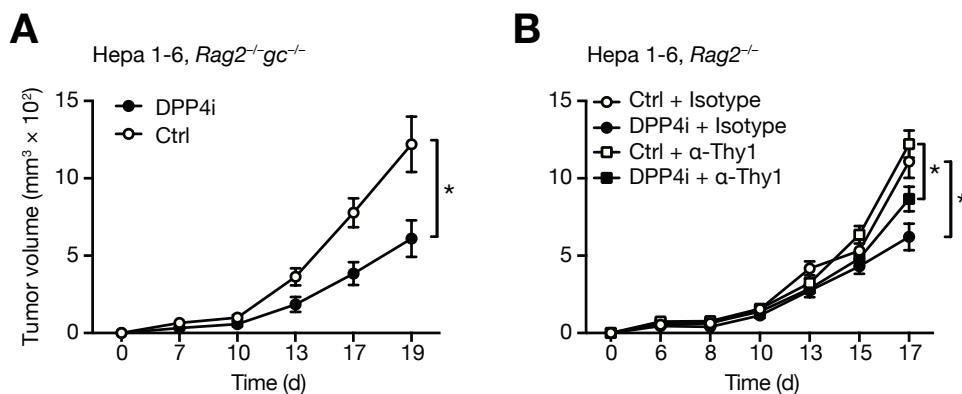 A
Hepa 1-6, Rag2⁻/⁻gc⁻/⁻
Tumor volume (mm³ × 10²)
15
10
5
0
DPP4i
Ctrl
*
0 7 10 13 17 19
Time (d)
B
Hepa 1-6, Rag2⁻/⁻
15
10
5
0
Ctrl + Isotype
DPP4i + Isotype
Ctrl + α-Thy1
DPP4i + α-Thy1
*
*
0 6 8 10 13 15 17
Time (d)